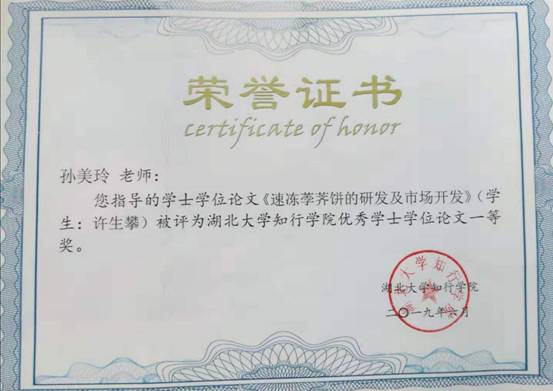 荣誉证书
certificate of honor
孙美玲 老师：
您指导的学士学位论文《速冻荸荠饼的研发及市场开发》（学
生：许生攀）被评为湖北大学知行学院优秀学士学位论文一等
奖。
湖北大学知行学院
二〇一九年六月